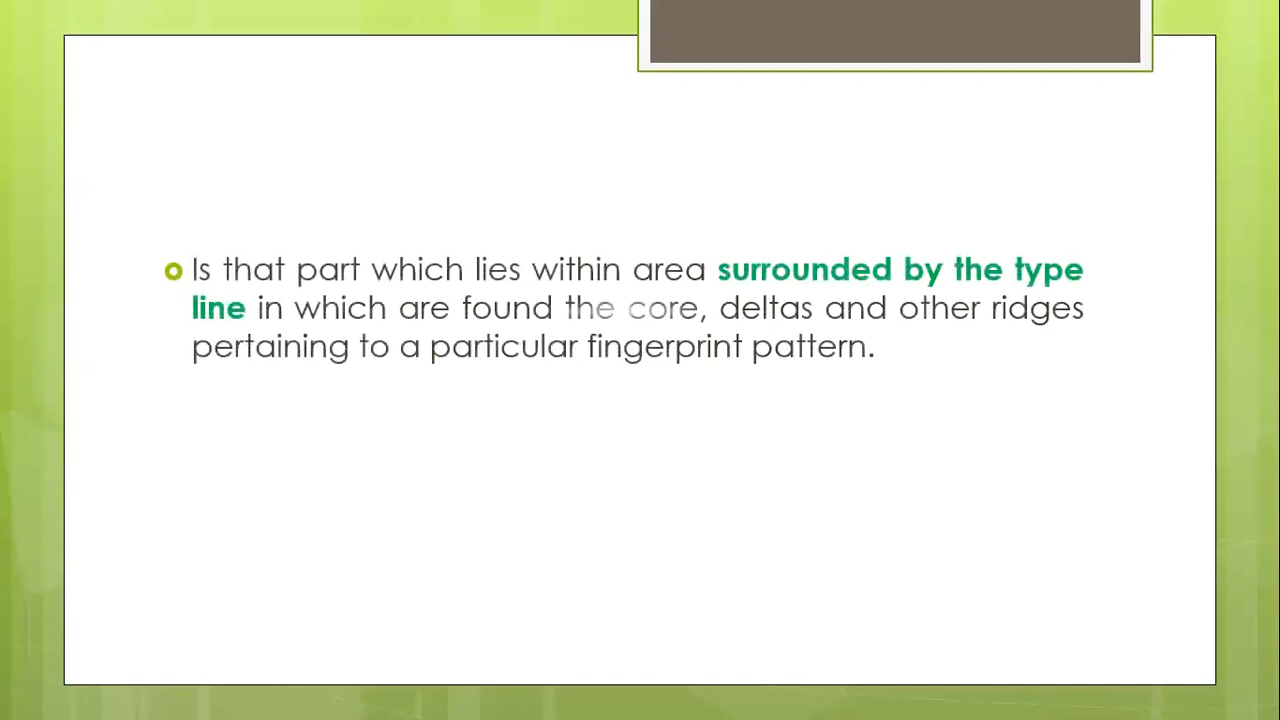 Is that part which lies within area surrounded by the type
line in which are found the core, deltas and other ridges
pertaining to a particular fingerprint pattern.